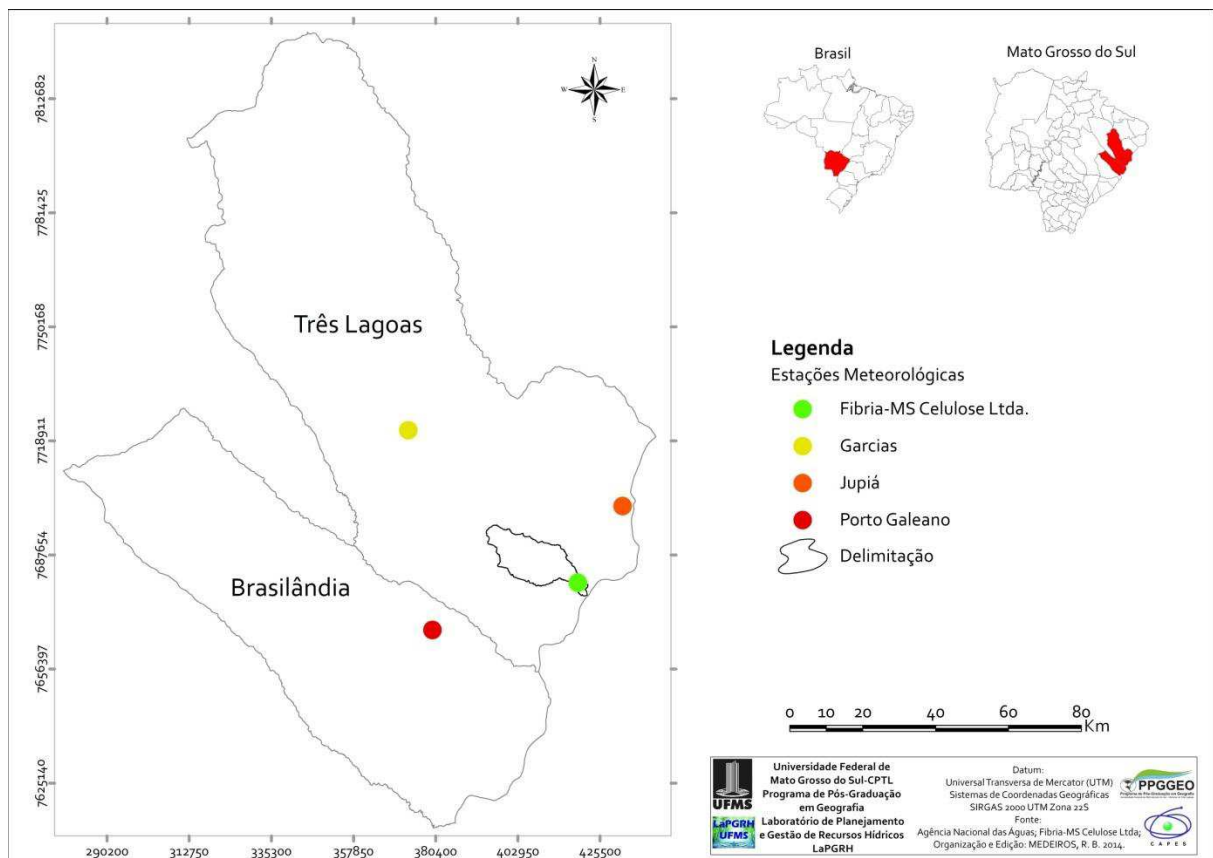 7812682
7781425
7750168
7718911
7687654
7656397
7625140
290200 312750 335300 357850 380400 402950 425500
N
W E
S
Três Lagoas
Brasilândia
Brasil
Mato Grosso do Sul
Legenda
Estações Meteorológicas
Fibria-MS Celulose Ltda.
Garcias
Jupiá
Porto Galeano
Delimitação
0 10 20 40 60 80
Km
UFMS
LaPGRH
UFMS
Universidade Federal de
Mato Grosso do Sul-CPTL
Programa de Pós-Graduação
em Geografia
Laboratório de Planejamento
e Gestão de Recursos Hídricos
LaPGRH
Datum:
Universal Transversa de Mercator (UTM)
Sistemas de Coordenadas Geográficas
SIRGAS 2000 UTM Zona 22S
Fonte:
Agência Nacional das Águas; Fibria-MS Celulose Ltda;
Organização e Edição: MEDEIROS, R. B. 2014.
PPGGEO
CAPES